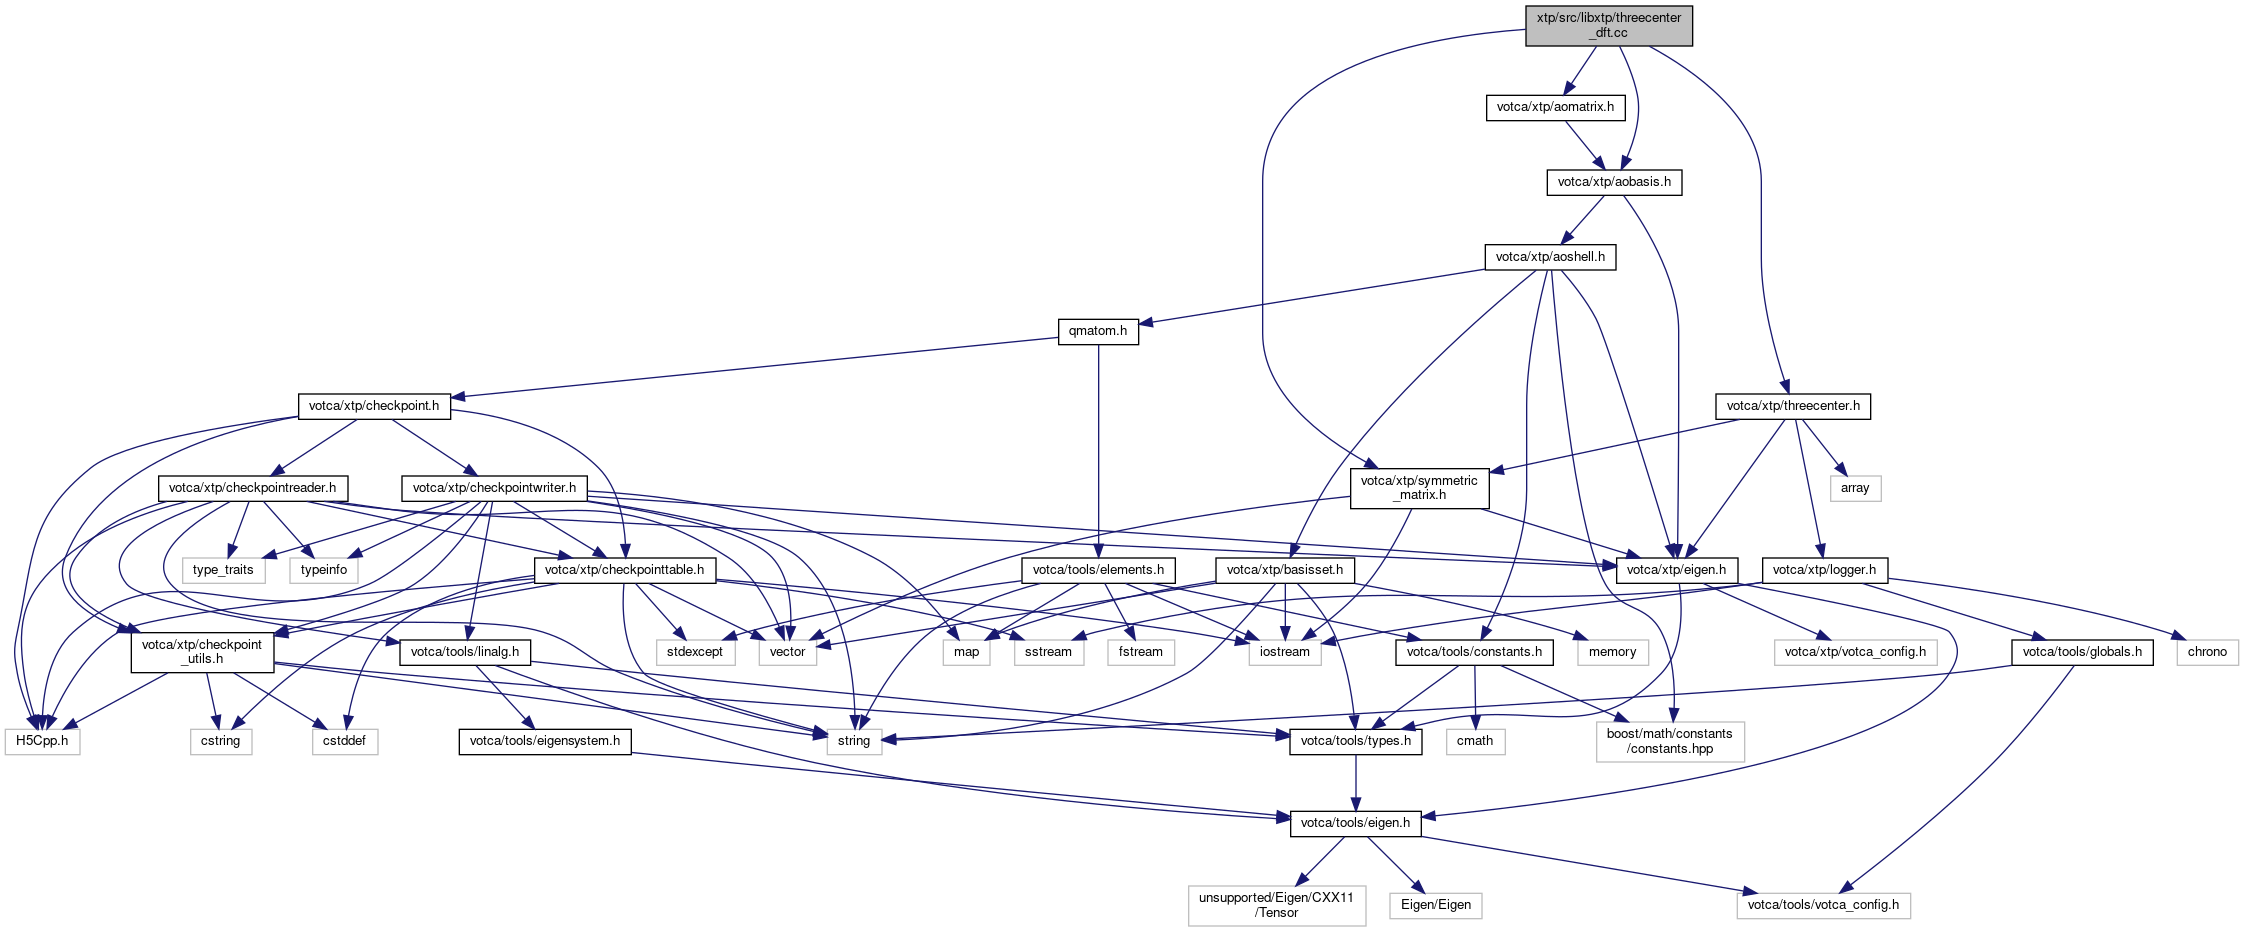 xtp/src/libxtp/threecenter
_dft.cc
votca/xtp/aomatrix.h
votca/xtp/aobasis.h
votca/xtp/aoshell.h
qmatom.h
votca/xtp/checkpoint.h
votca/xtp/threecenter.h
votca/xtp/checkpointreader.h
votca/xtp/checkpointwriter.h
votca/xtp/symmetric
_matrix.h
array
type_traits
typeinfo
votca/xtp/checkpointtable.h
votca/tools/elements.h
votca/xtp/basisset.h
votca/xtp/eigen.h
votca/xtp/logger.h
votca/xtp/checkpoint
_utils.h
votca/tools/linalg.h
stdexcept
vector
map
sstream
fstream
iostream
votca/tools/constants.h
memory
votca/xtp/votca_config.h
votca/tools/globals.h
chrono
H5Cpp.h
cstring
cstddef
votca/tools/eigensystem.h
string
votca/tools/types.h
cmath
boost/math/constants
/constants.hpp
votca/tools/eigen.h
unsupported/Eigen/CXX11
/Tensor
Eigen/Eigen
votca/tools/votca_config.h